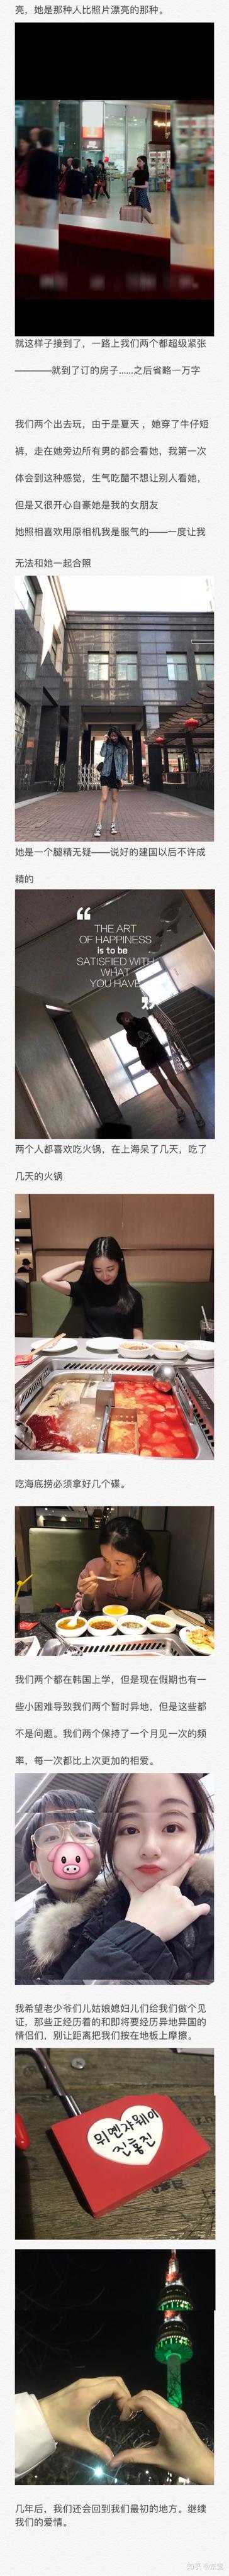 亮，她是那种人比照片漂亮的那种。
就这样子接到了，一路上我们两个都超级紧张
————就到了订的房子......之后省略一万字
我们两个出去玩，由于是夏天，她穿了牛仔短
裤，走在她旁边所有男的都会看她，我第一次
体会到这种感觉，生气吃醋不想让别人看她，
但是又很开心自豪她是我的女朋友
她照相喜欢用原相机我是服气的——一度让我
无法和她一起合照
她是一个腿精无疑——说好的建国以后不许成
精的
THE ART
OF HAPPINESS
is to be
SATISFIED WITH
WHAT
YOU HAVE
两个人都喜欢吃火锅，在上海呆了几天，吃了
几天的火锅
吃海底捞必须拿好几个碟。
我们两个都在韩国上学，但是现在假期也有一
些小困难导致我们两个暂时异地，但是这些都
不是问题。我们两个保持了一个月见一次的频
率，每一次都比上次更加的相爱。
我希望老少爷们儿姑娘媳妇儿们给我们做个见
证，那些正经历着的和即将要经历异地异国的
情侣们，别让距离把我们按在地板上摩擦。
뭐멘쟈웨이
진홍진
几年后，我们还会回到我们最初的地方。继续
我们的爱情。